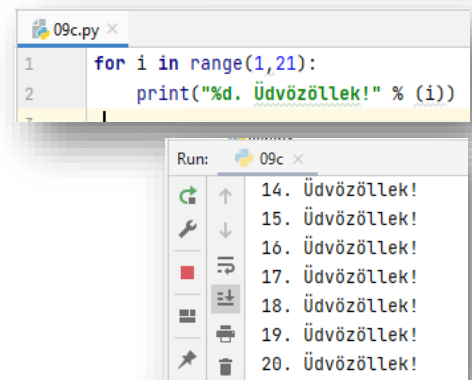 09c.py
1 for i in range(1,21):
2 print("%d. Üdvözöllek!" % (i))
3
Run: 09c
14. Üdvözöllek!
15. Üdvözöllek!
16. Üdvözöllek!
17. Üdvözöllek!
18. Üdvözöllek!
19. Üdvözöllek!
20. Üdvözöllek!